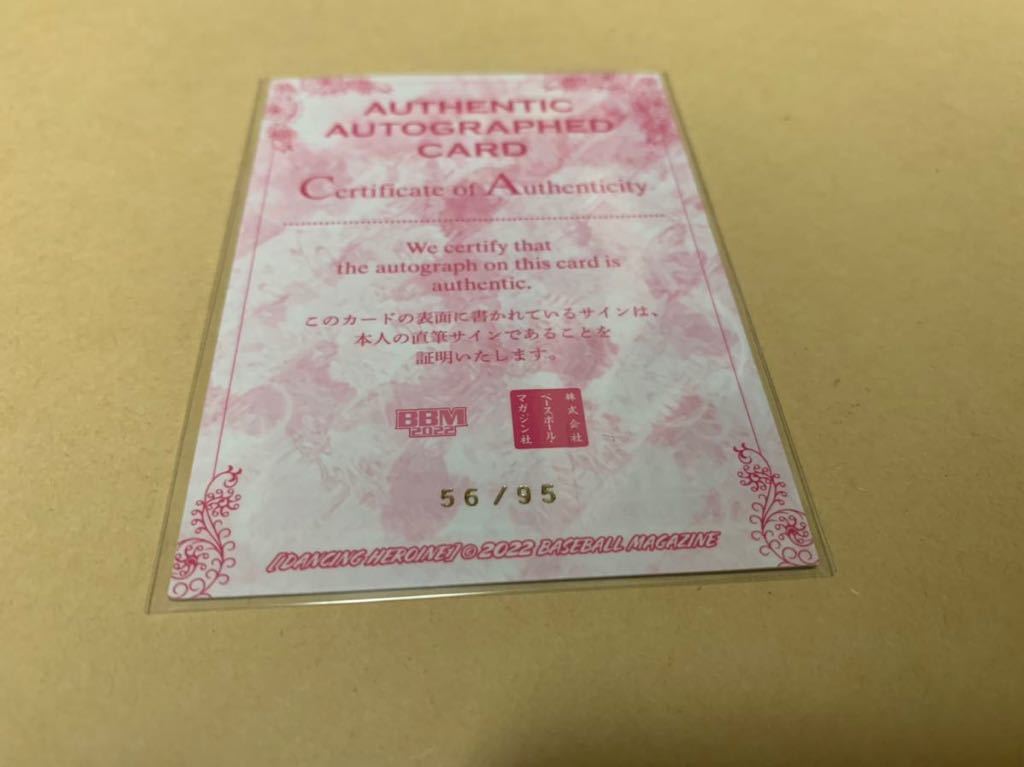 AUTHENTIC
AUTOGRAPHED
CARD
Certificate of Authenticity
We certify that
the autograph on this card is
authentic.
このカードの表面に書かれているサインは、
本人の直筆サインであることを
証明いたします。
BBM
2022
株式会社
ベースボール・
マガジン社
56/95
[DANCING HEROINE] © 2022 BASEBALL MAGAZINE